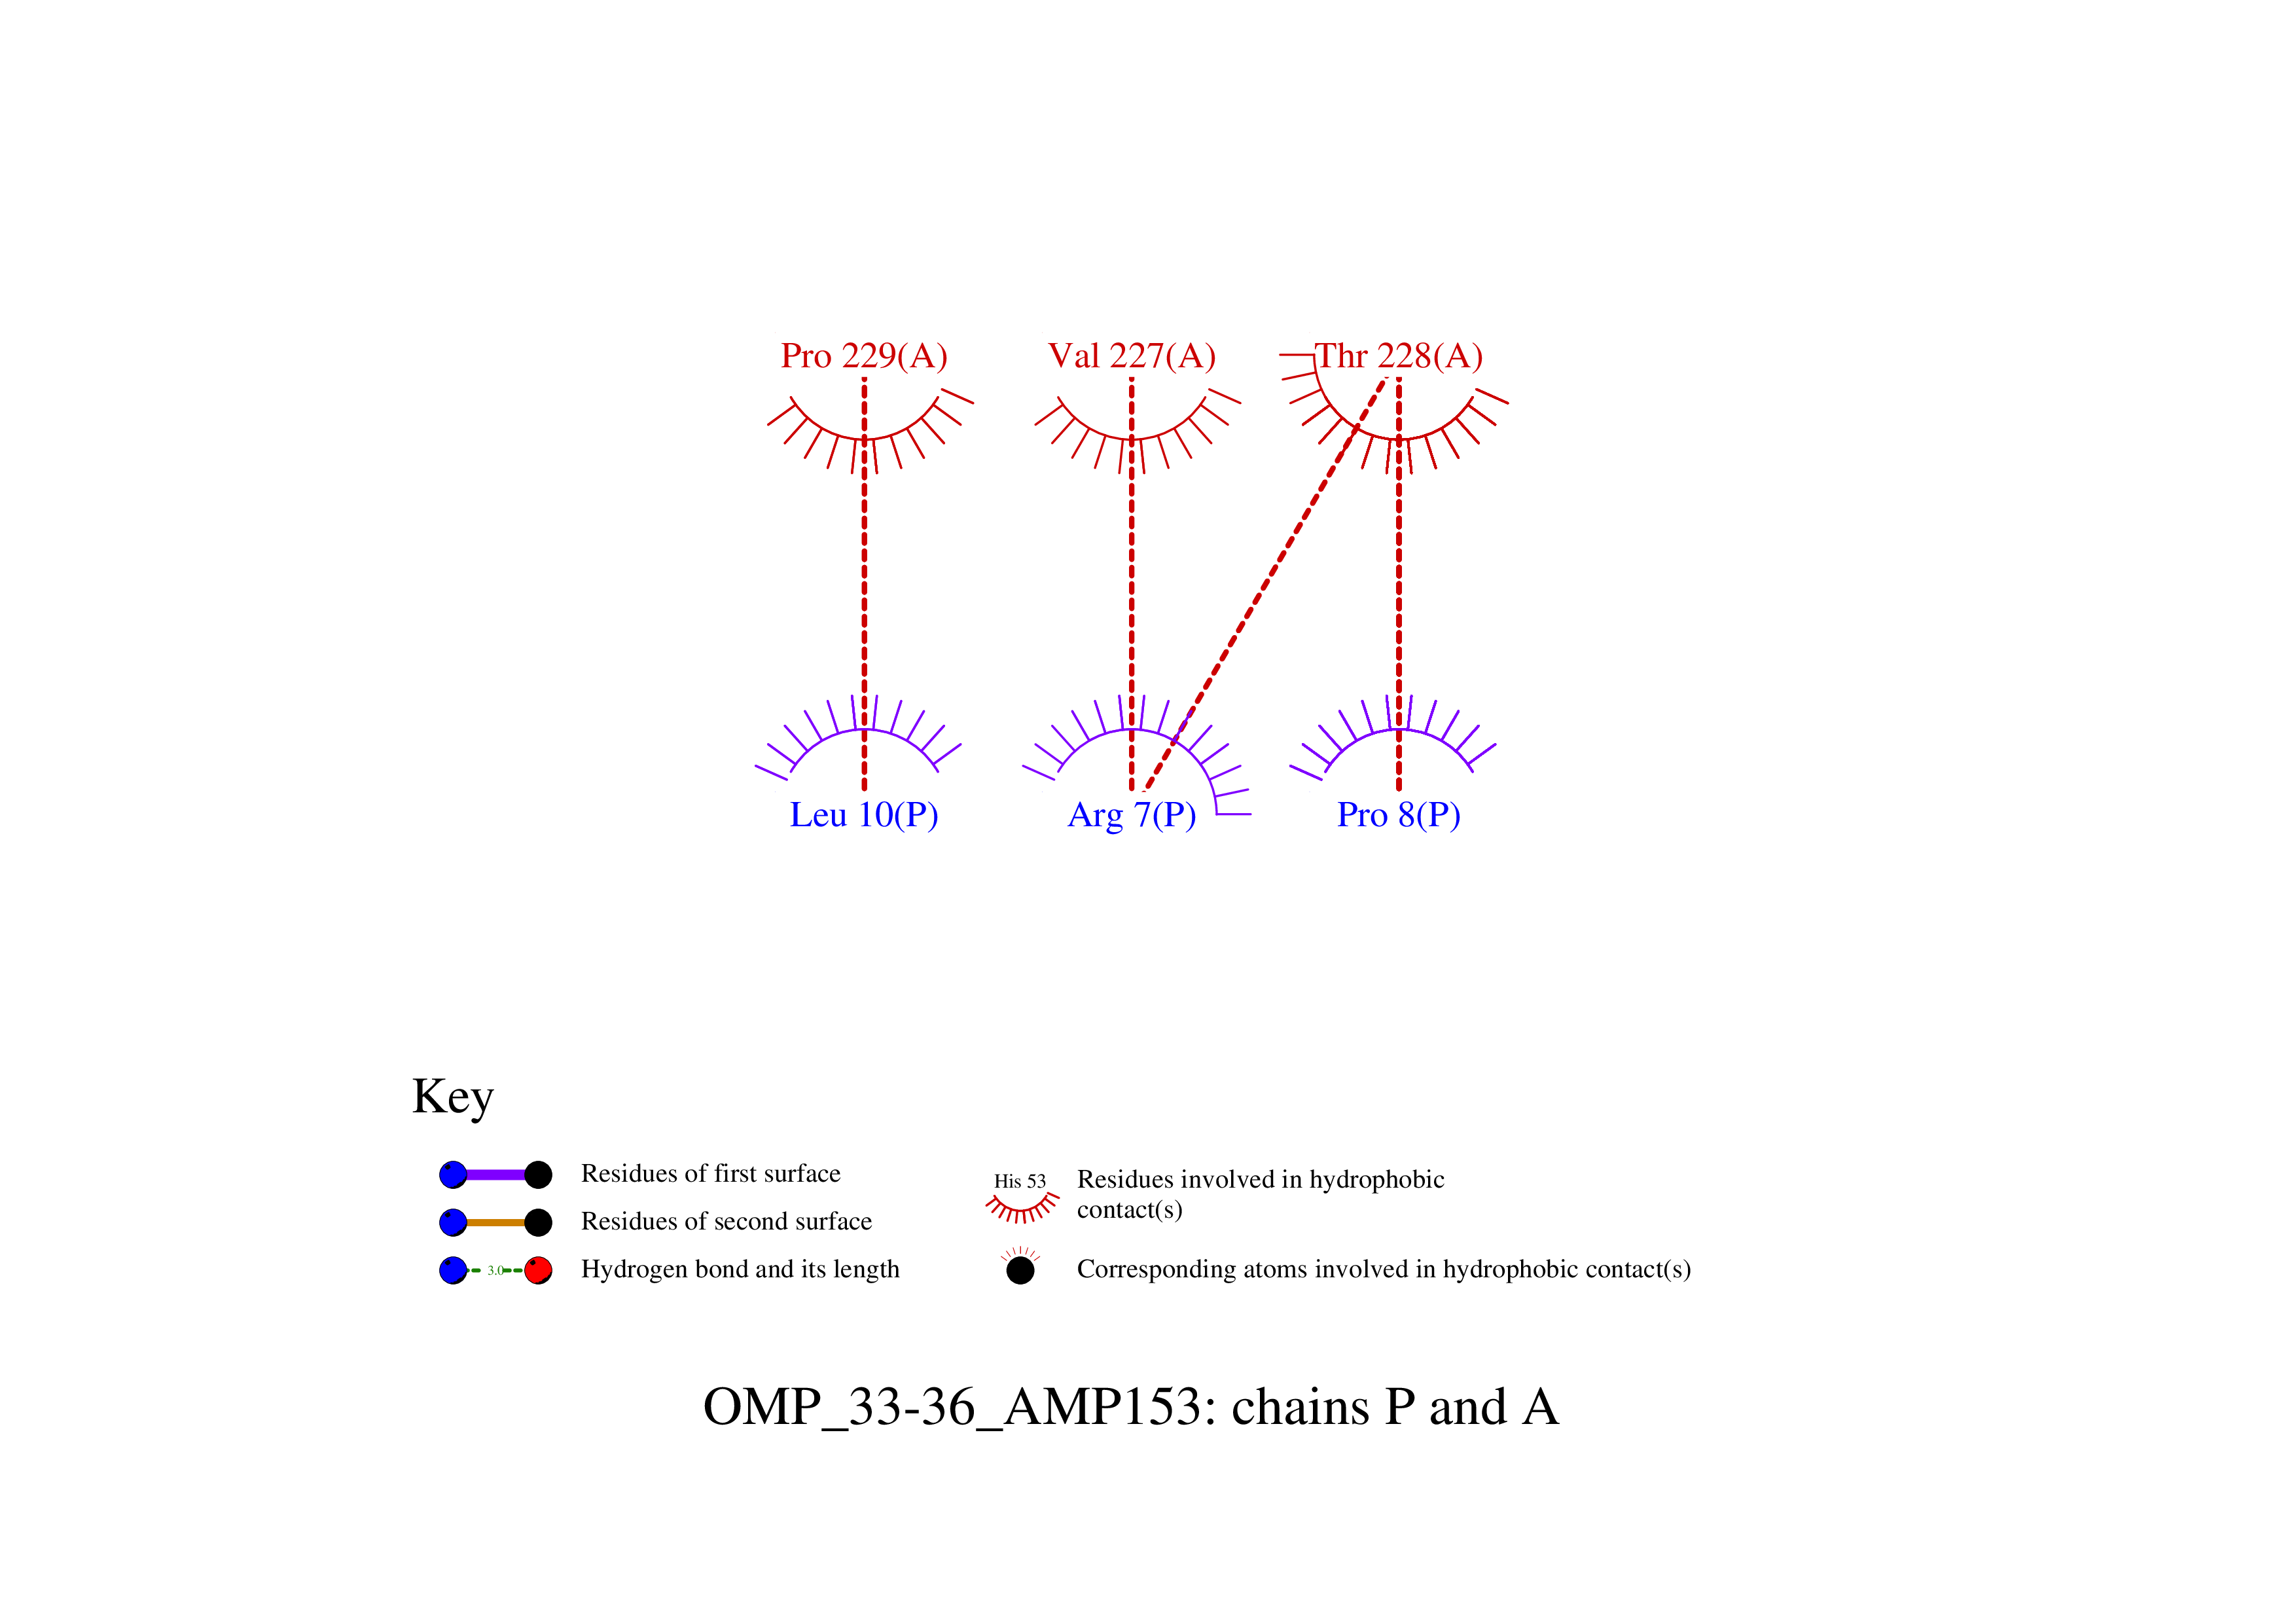 Pro 229(A) Val 227(A) Thr 228(A)
Leu 10(P) Arg 7(P) Pro 8(P)
Key
Residues of first surface
Residues of second surface
3.0 Hydrogen bond and its length
His 53 Residues involved in hydrophobic
contact(s)
Corresponding atoms involved in hydrophobic contact(s)
OMP_33-36_AMP153: chains P and A